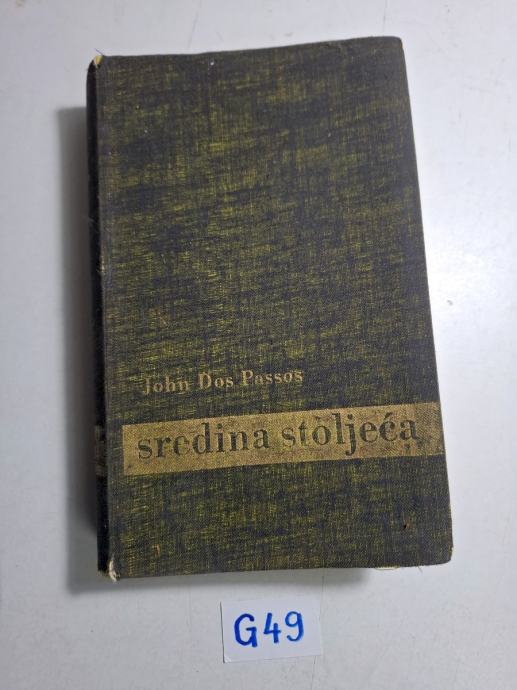 John Dos Passos
sredina stoljeća
G49